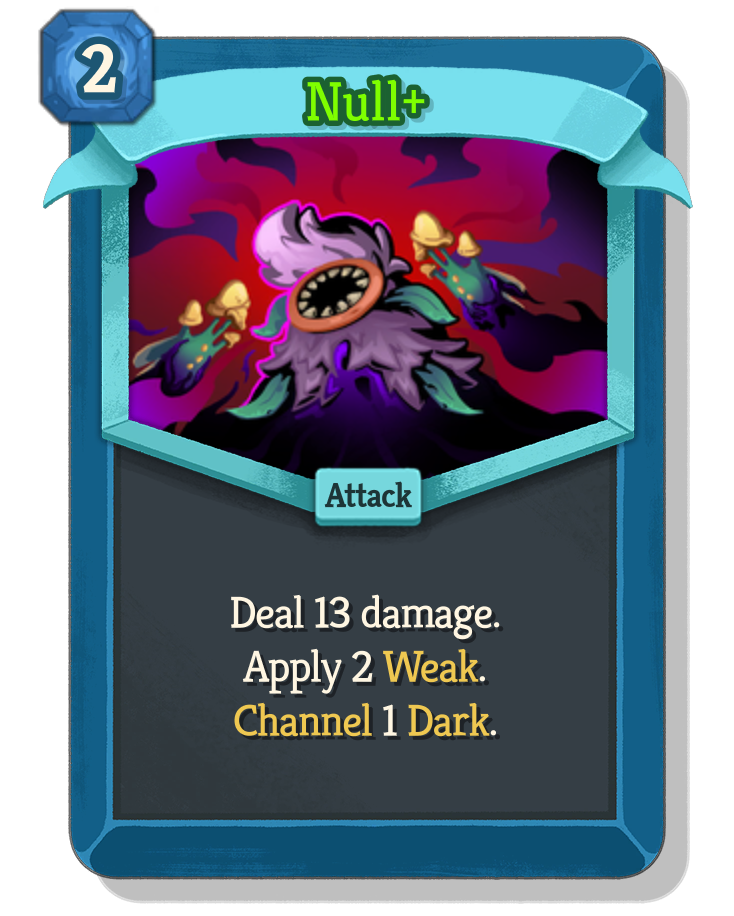 2
Null+
Attack
Deal 13 damage.
Apply 2 Weak.
Channel 1 Dark.